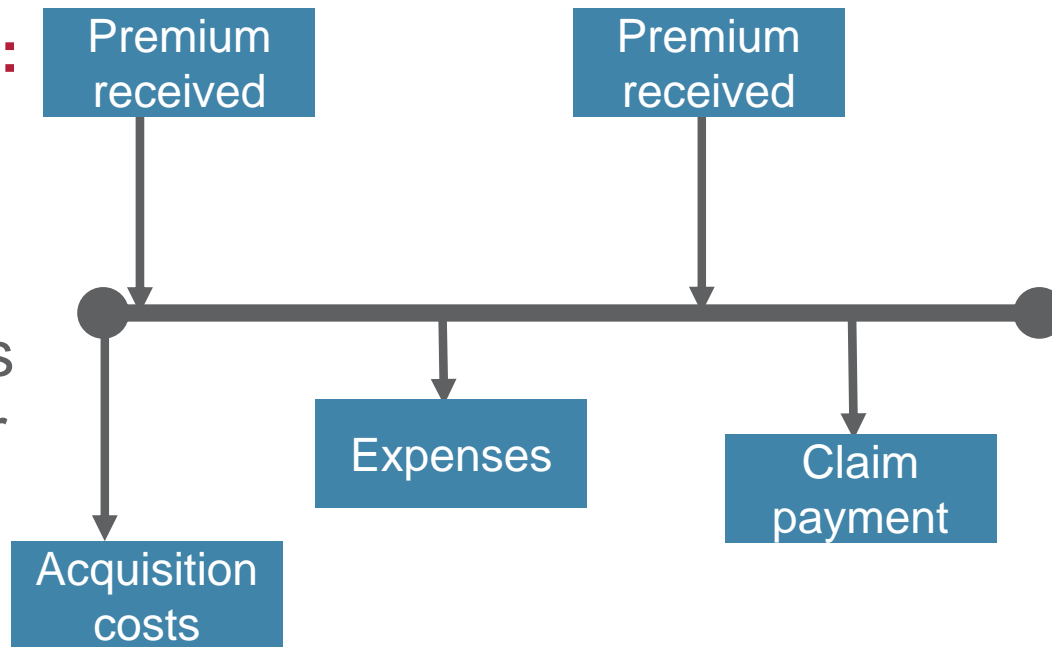 :
Premium
received
Premium
received
s
r
Expenses
Claim
payment
Acquisition
costs